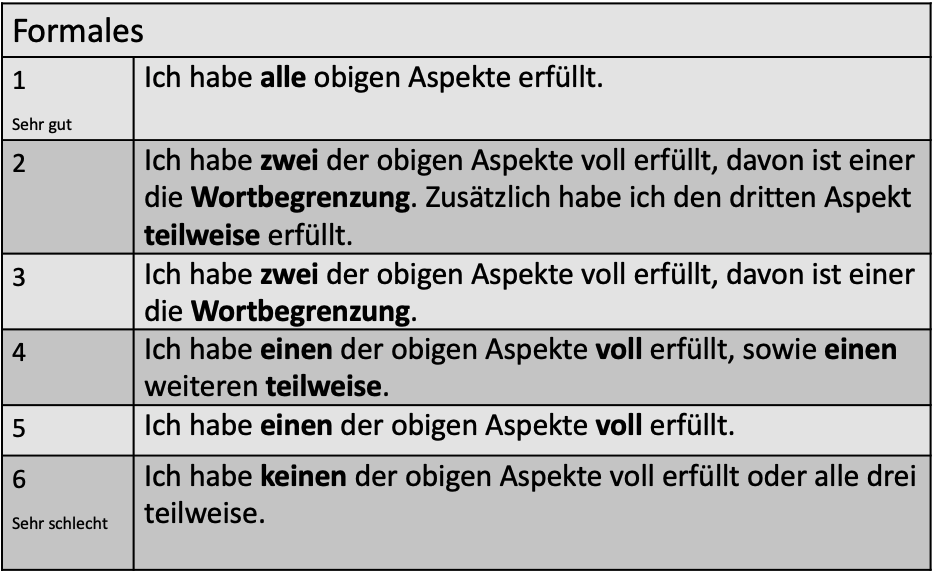 Formales
1
Sehr gut
Ich habe alle obigen Aspekte erfüllt.
2
Ich habe zwei der obigen Aspekte voll erfüllt, davon ist einer
die Wortbegrenzung. Zusätzlich habe ich den dritten Aspekt
teilweise erfüllt.
3
Ich habe zwei der obigen Aspekte voll erfüllt, davon ist einer
die Wortbegrenzung.
4
Ich habe einen der obigen Aspekte voll erfüllt, sowie einen
weiteren teilweise.
5
Ich habe einen der obigen Aspekte voll erfüllt.
6
Sehr schlecht
Ich habe keinen der obigen Aspekte voll erfüllt oder alle drei
teilweise.